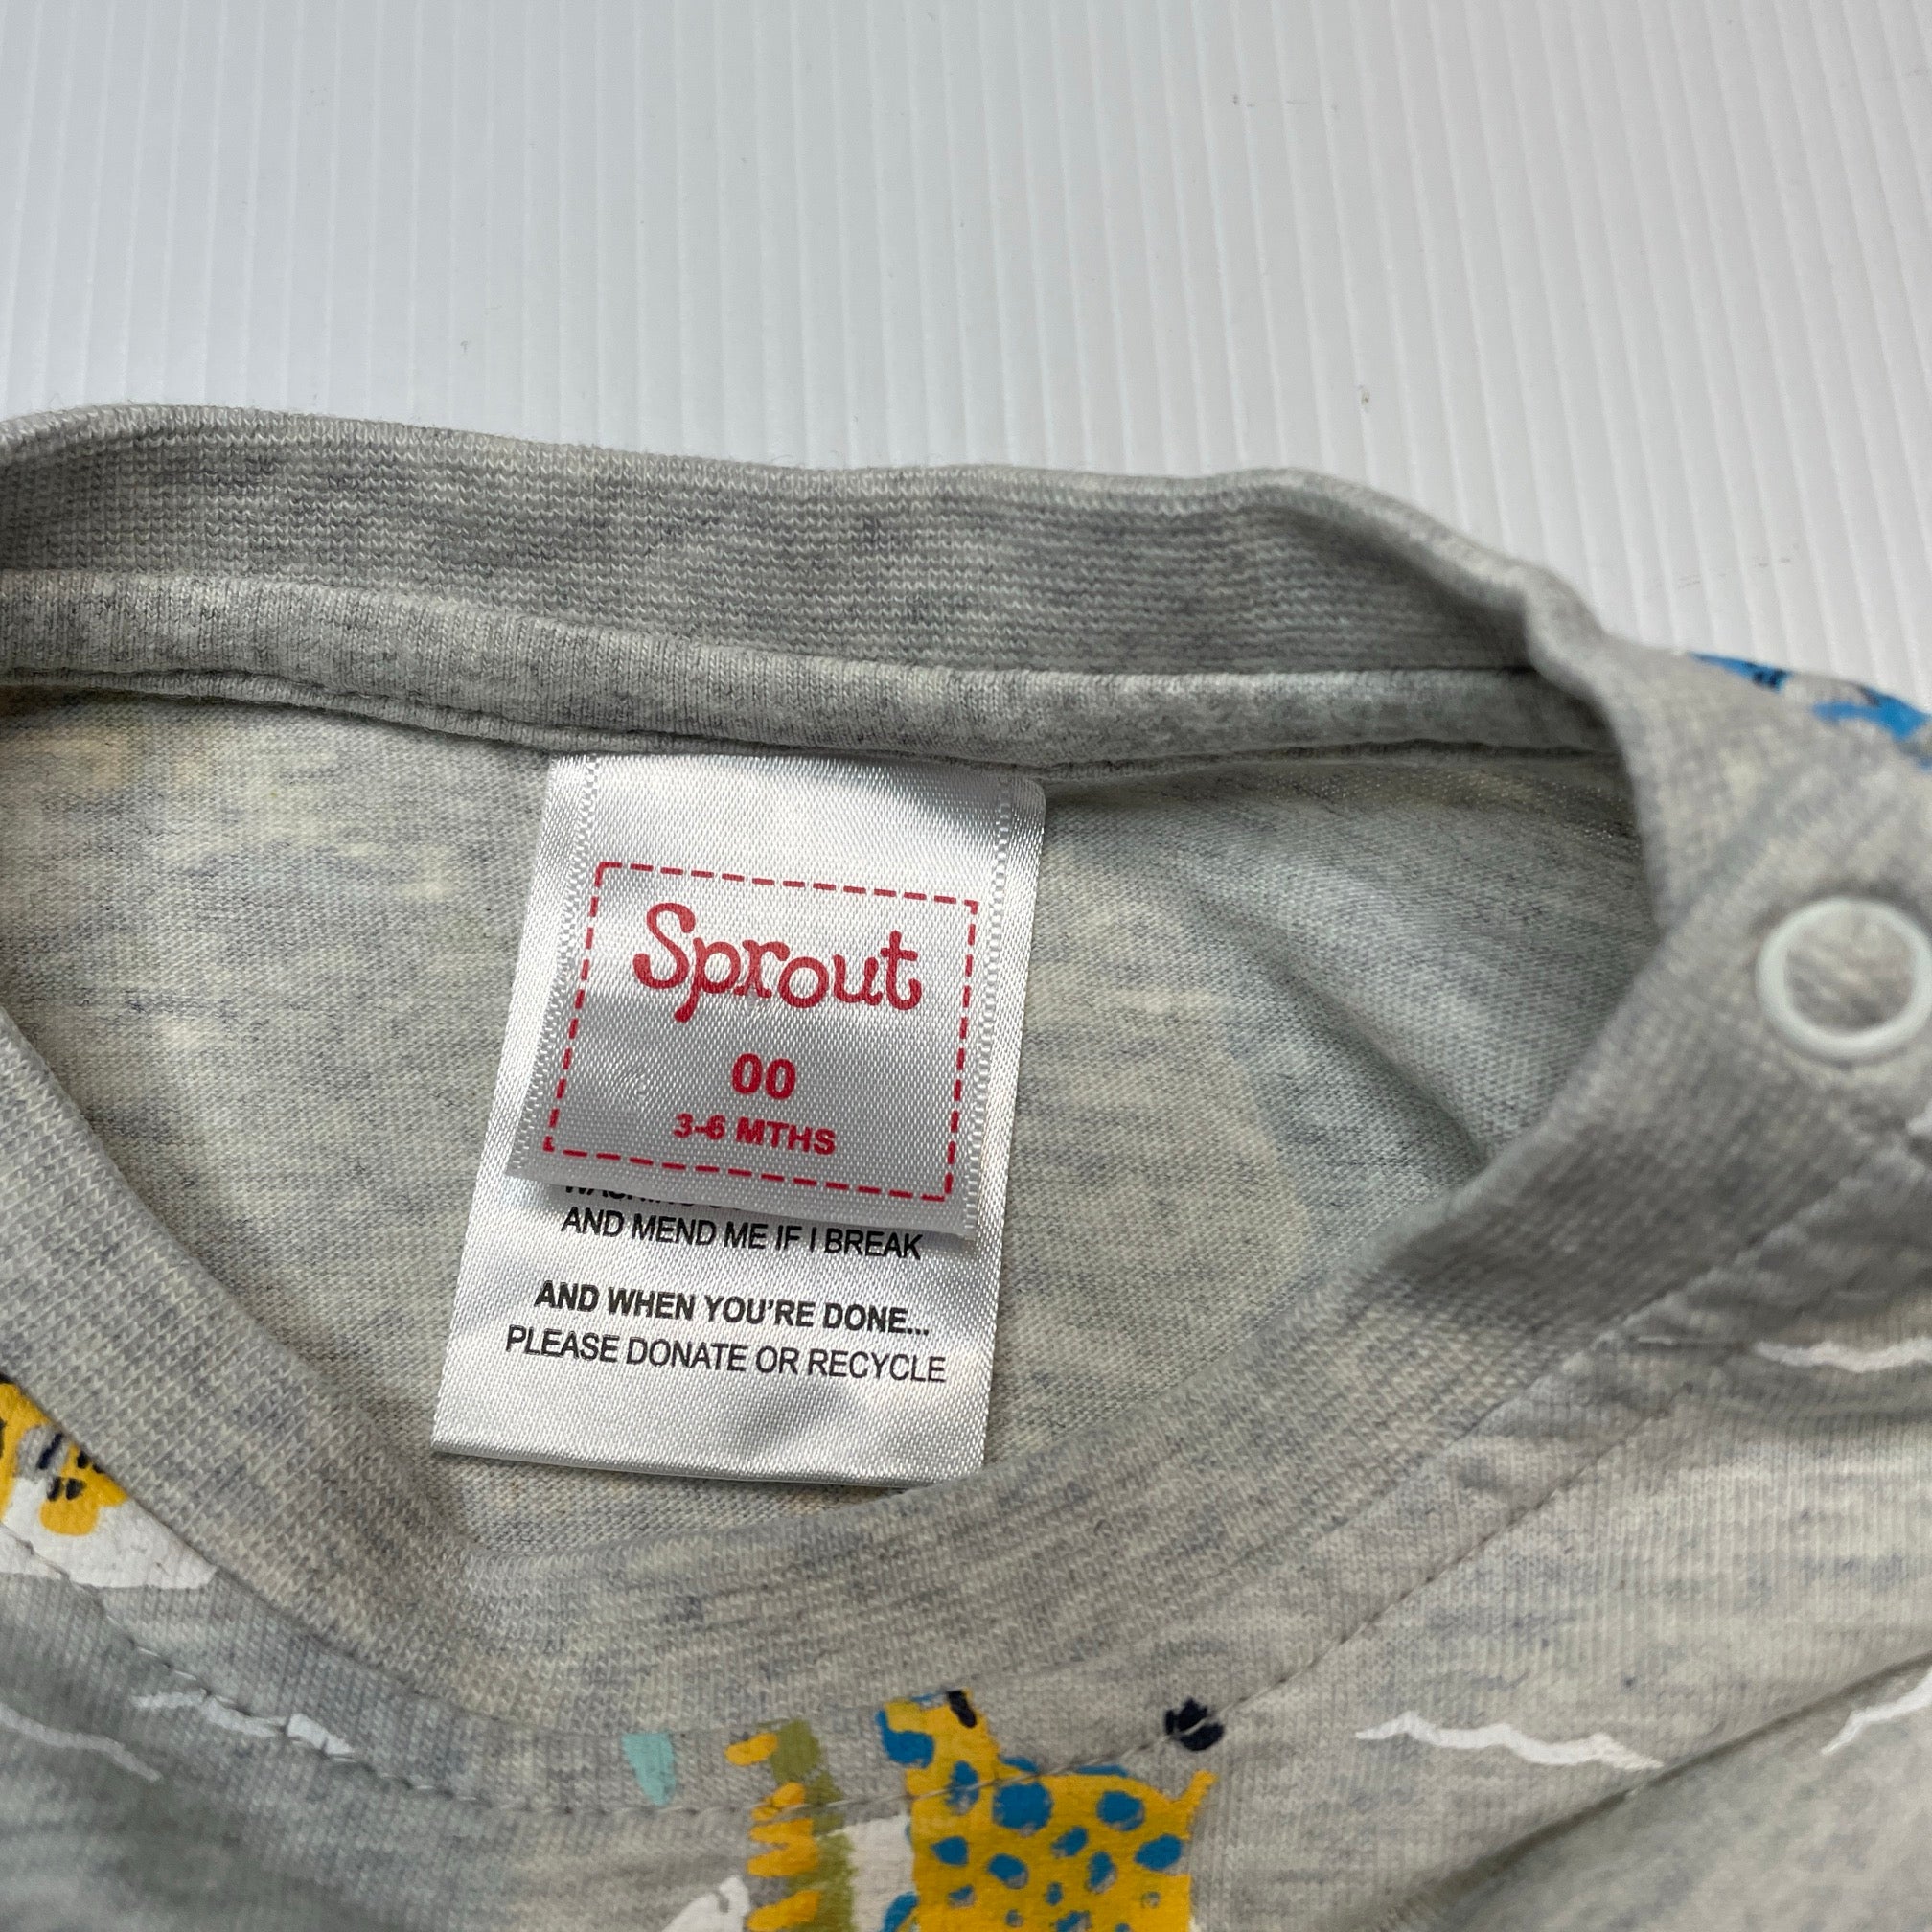 Sprout
00
3-6 MTHS
AND MEND ME IF I BREAK
AND WHEN YOU'RE DONE...
PLEASE DONATE OR RECYCLE